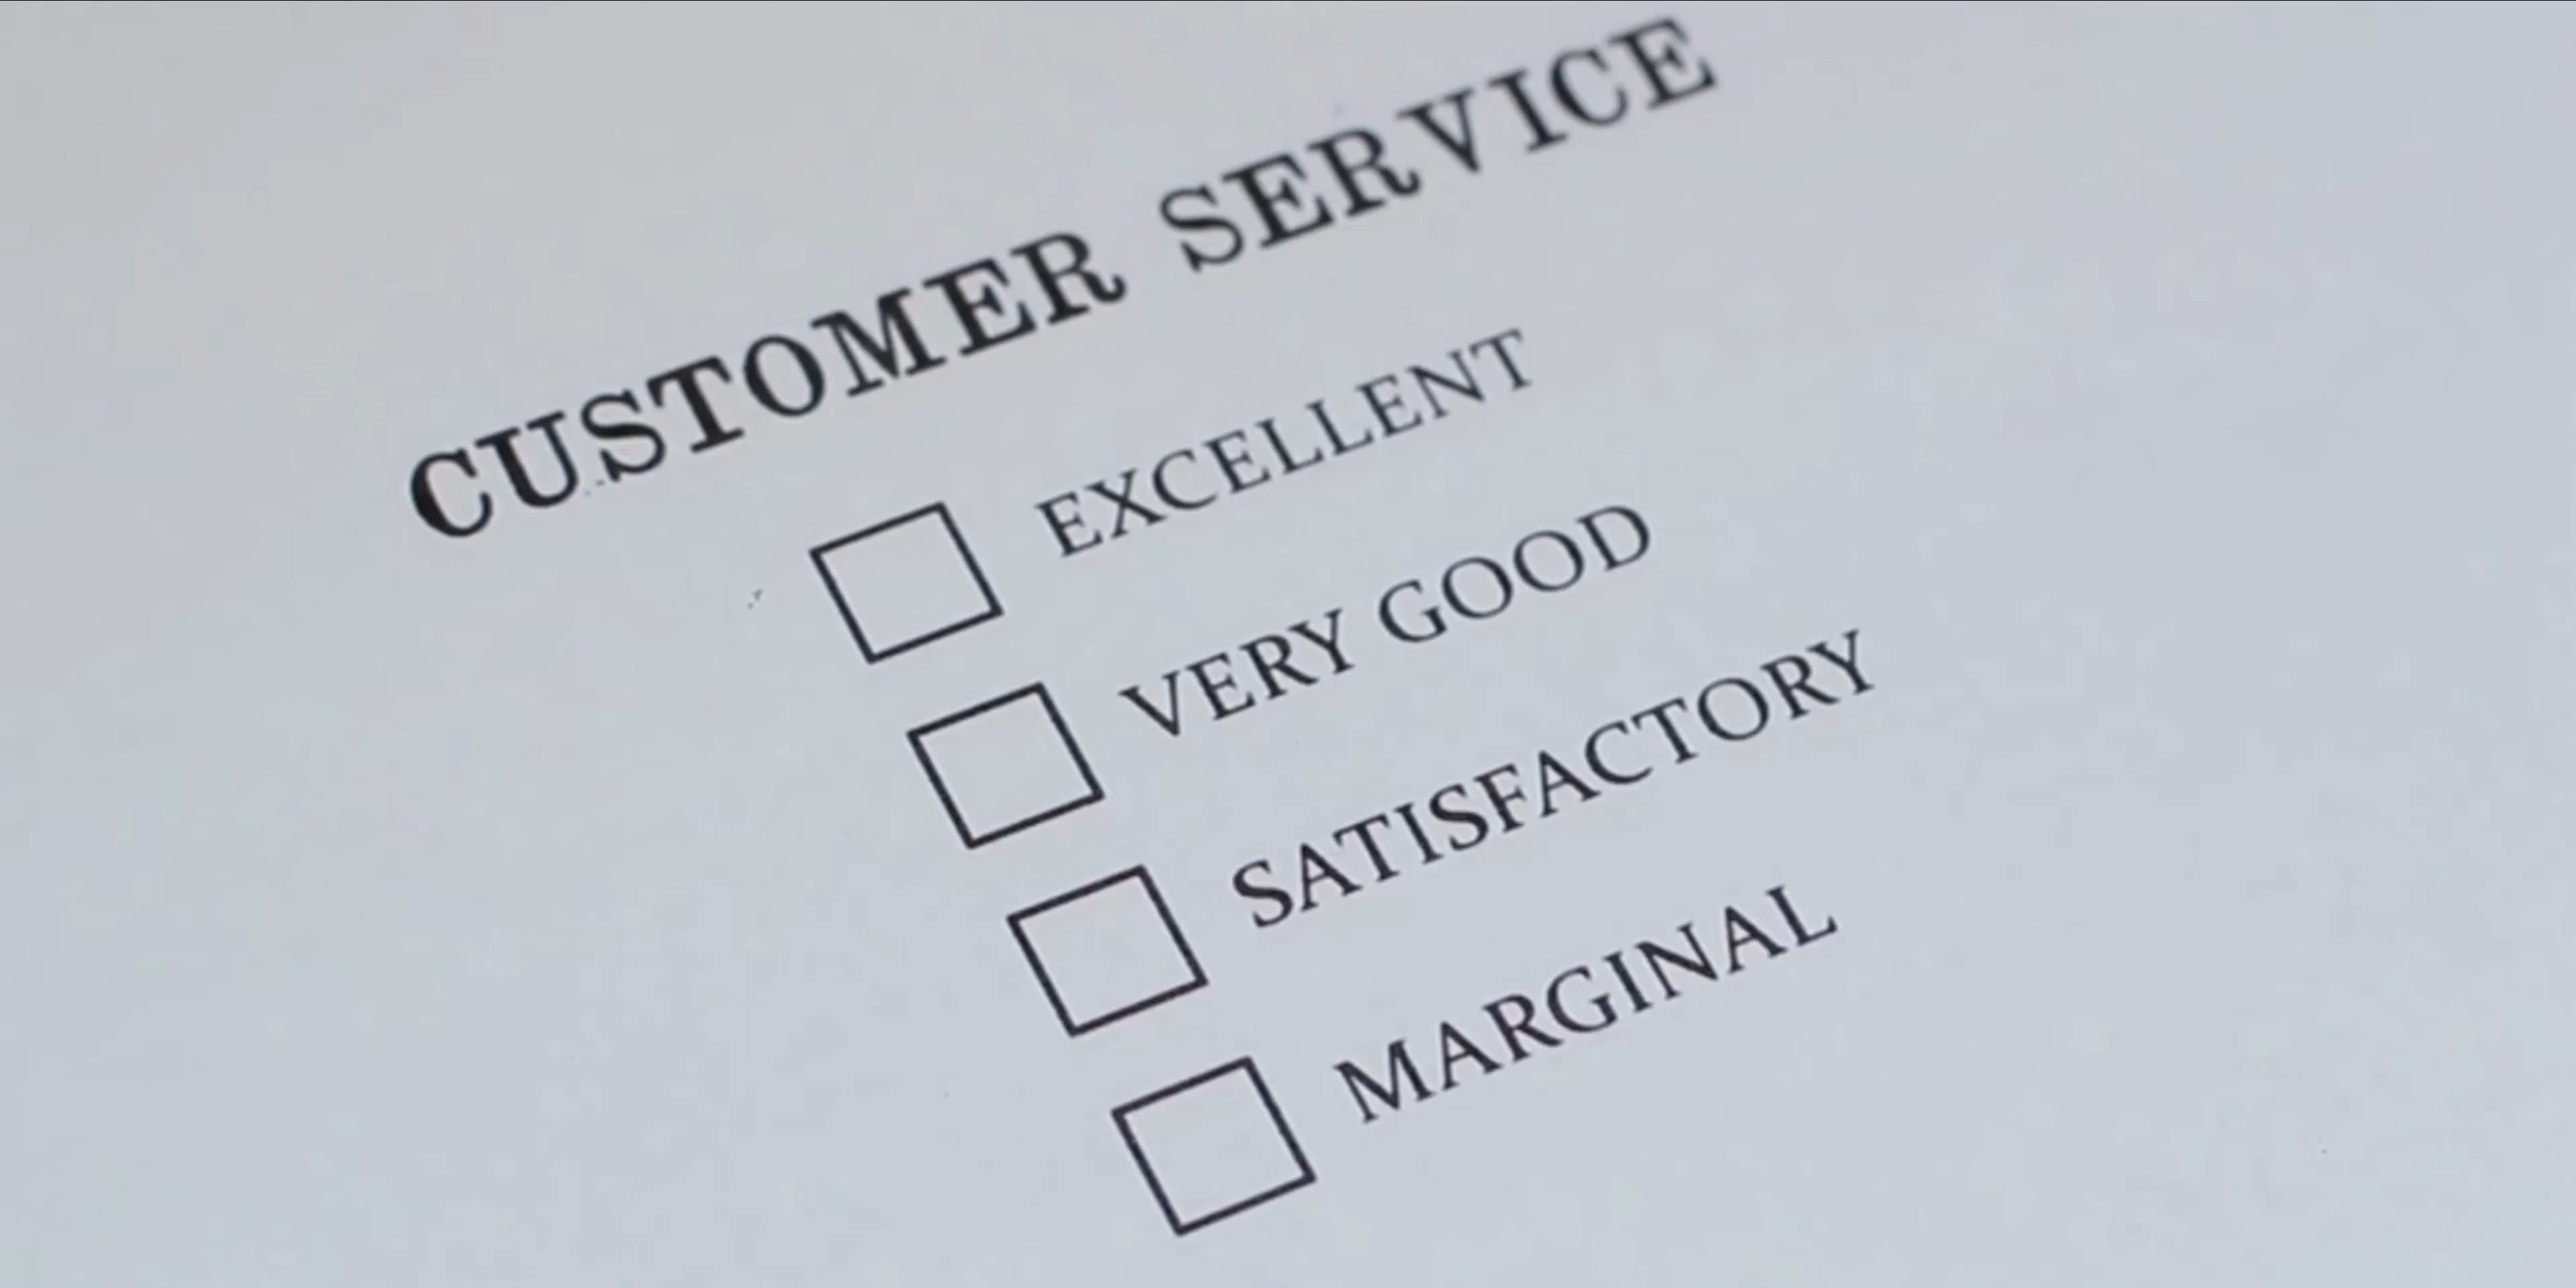 CUSTOMER SERVICE
EXCELLENT
VERY GOOD
SATISFACTORY
MARGINAL